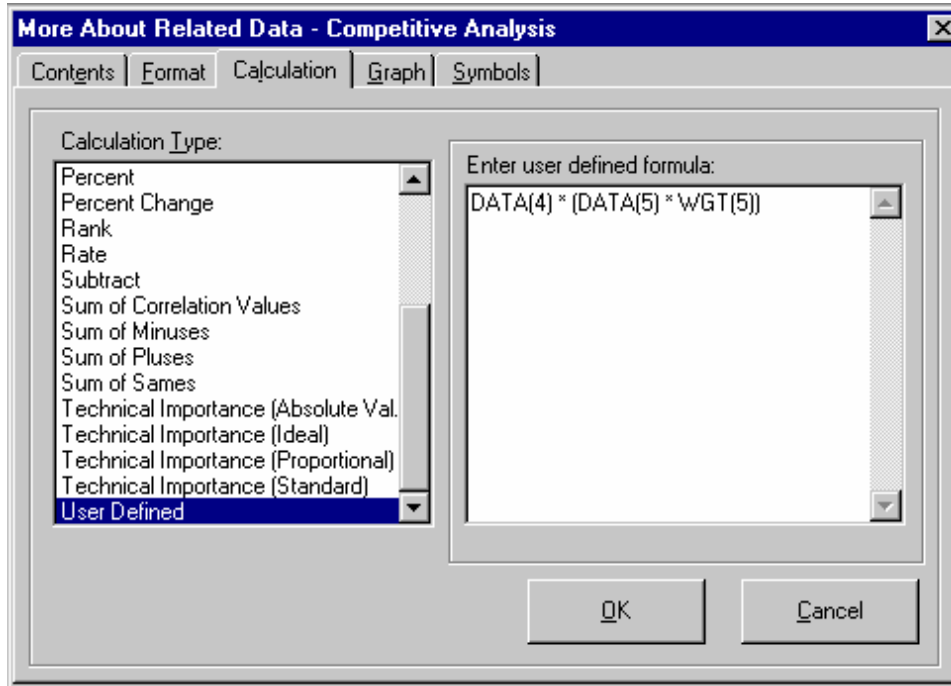 More About Related Data - Competitive Analysis
Contents Format Calculation Graph Symbols
Calculation Type:
Percent
Percent Change
Rank
Rate
Subtract
Sum of Correlation Values
Sum of Minuses
Sum of Pluses
Sum of Sames
Technical Importance (Absolute Val.
Technical Importance (Ideal)
Technical Importance (Proportional)
Technical Importance (Standard)
User Defined
Enter user defined formula:
DATA(4) * (DATA(5) * WGT(5))
OK Cancel